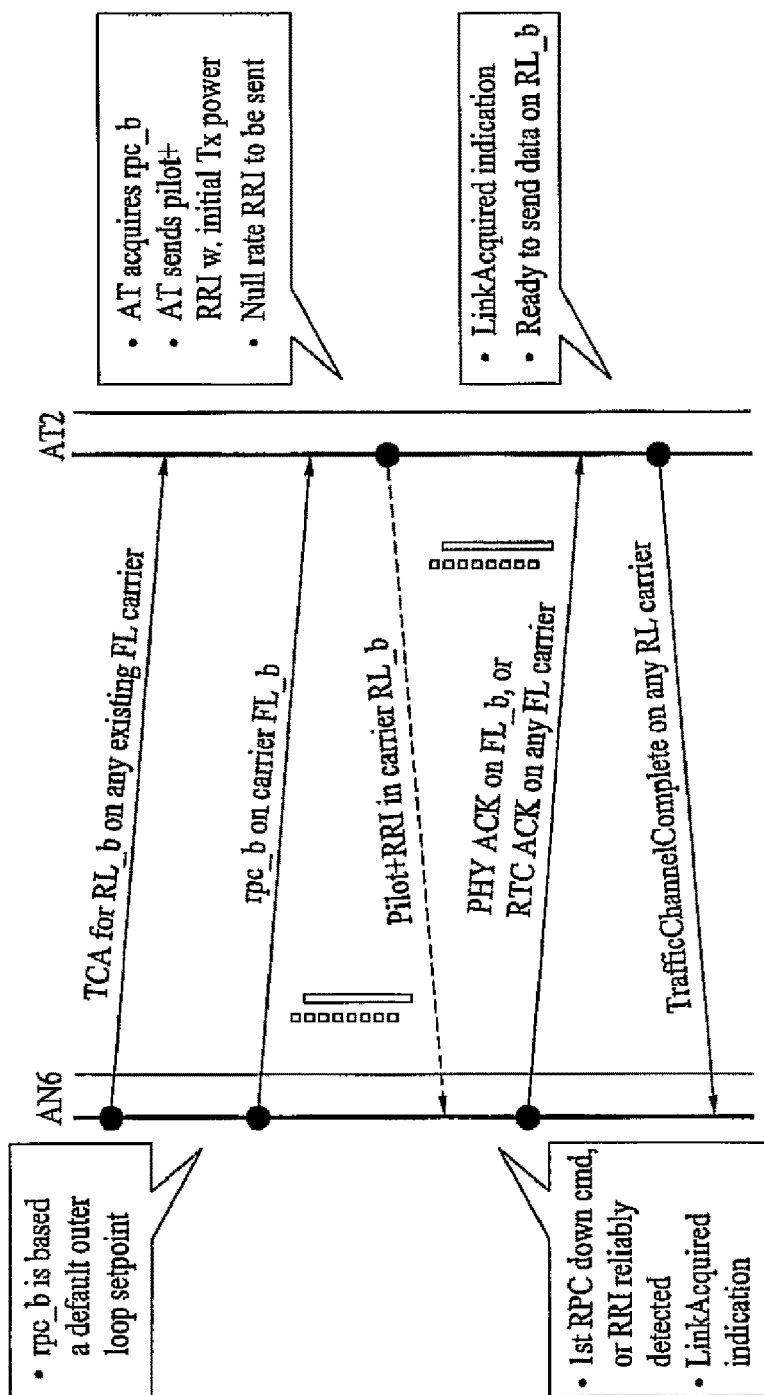 AN6
AT2
• rpc_b is based
a default outer
loop setpoint
TCA for RL_b on any existing FL carrier
rpc_b on carrier FL_b
• AT acquires rpc_b
• AT sends pilot+
RRI w. initial Tx power
• Null rate RRI to be sent
Pilot+RRI in carrier RL_b
• 1st RPC down cmd,
or RRI reliably
detected
• LinkAcquired
indication
PHY ACK on FL_b, or
RTC ACK on any FL carrier
• LinkAcquired indication
• Ready to send data on RL_b
TrafficChannelComplete on any RL carrier